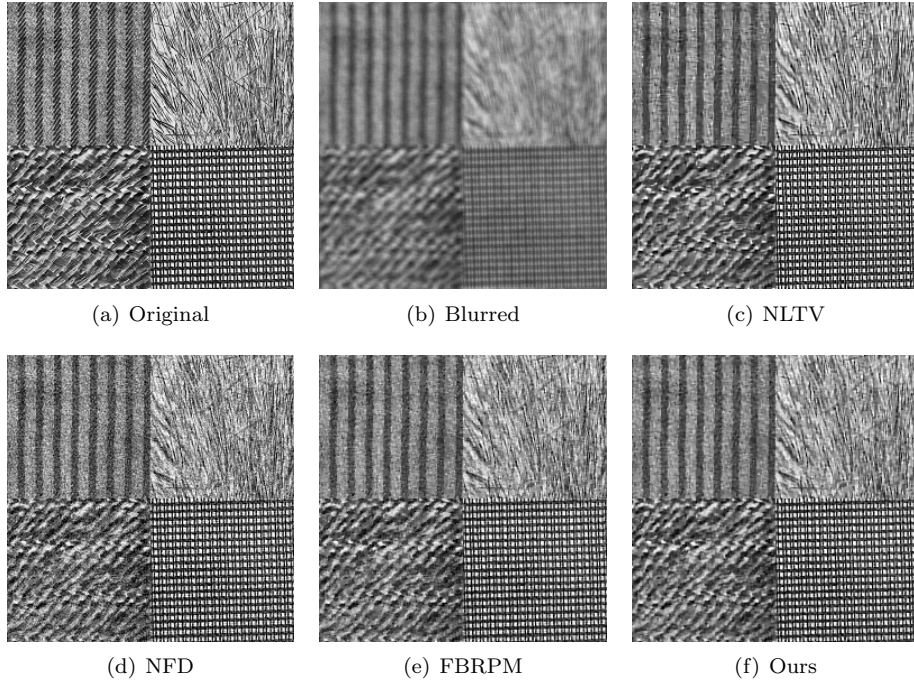 (a) Original
(b) Blurred
(c) NLTV
(d) NFD
(e) FBRPM
(f) Ours